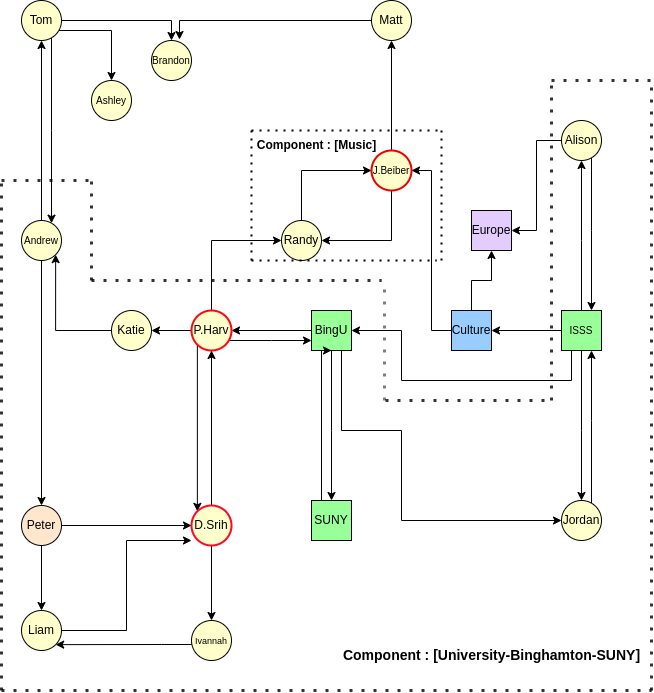 Tom
Matt
Brandon
Ashley
Alison
Component : [Music]
J.Beiber
Europe
Andrew
Randy
Katie
P.Harv
BingU
Culture
ISSS
Peter
D.Srih
SUNY
Jordan
Liam
Ivannah
Component : [University-Binghamton-SUNY]